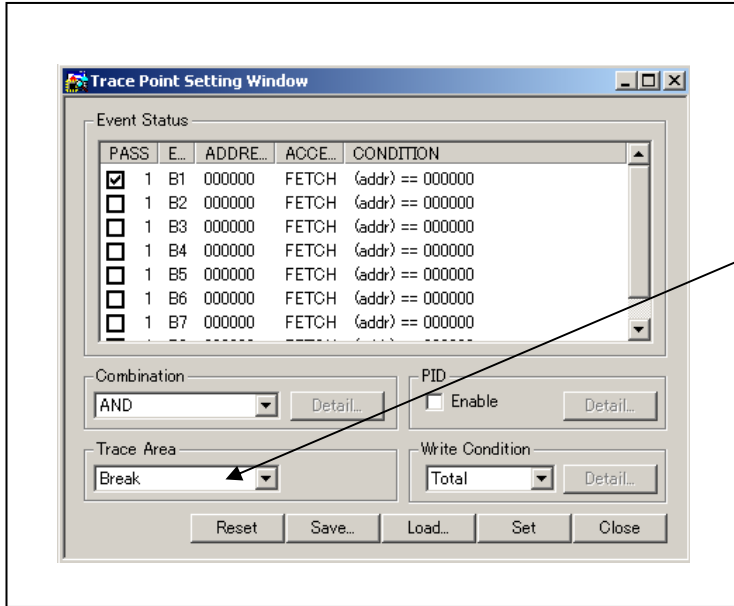 Trace Point Setting Window
Event Status
PASS E... ADDRE... ACCE... CONDITION
1 B1 000000 FETCH (addr) == 000000
1 B2 000000 FETCH (addr) == 000000
1 B3 000000 FETCH (addr) == 000000
1 B4 000000 FETCH (addr) == 000000
1 B5 000000 FETCH (addr) == 000000
1 B6 000000 FETCH (addr) == 000000
1 B7 000000 FETCH (addr) == 000000
Combination
AND Detail...
PID
Enable Detail...
Trace Area
Break
Write Condition
Total Detail...
Reset Save... Load... Set Close